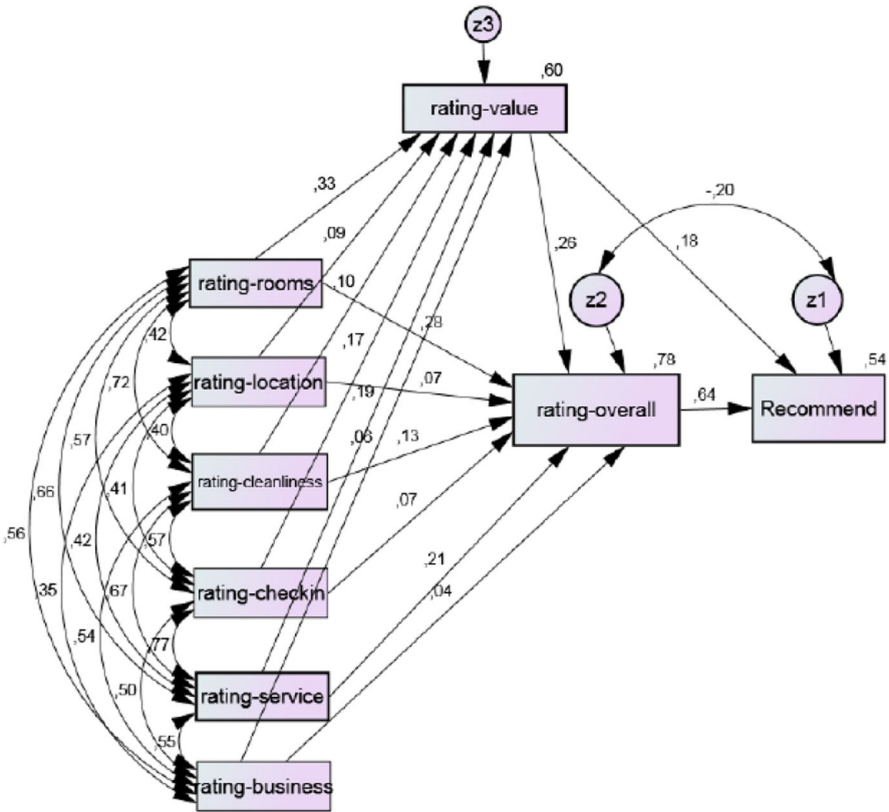 z3
,60
rating-value
,33
-,20
,09
,26
,18
,10
rating-rooms
z2
z1
,28
,42
,17
,78
,54
rating-location
,07
,72
,19
,64
rating-overall
Recommend
,40
,08
,13
,57
rating-cleanliness
,66
,41
,07
,56
,42
,57
,21
,35
,67
rating-checkin
,04
,54
,77
,50
rating-service
,55
rating-business